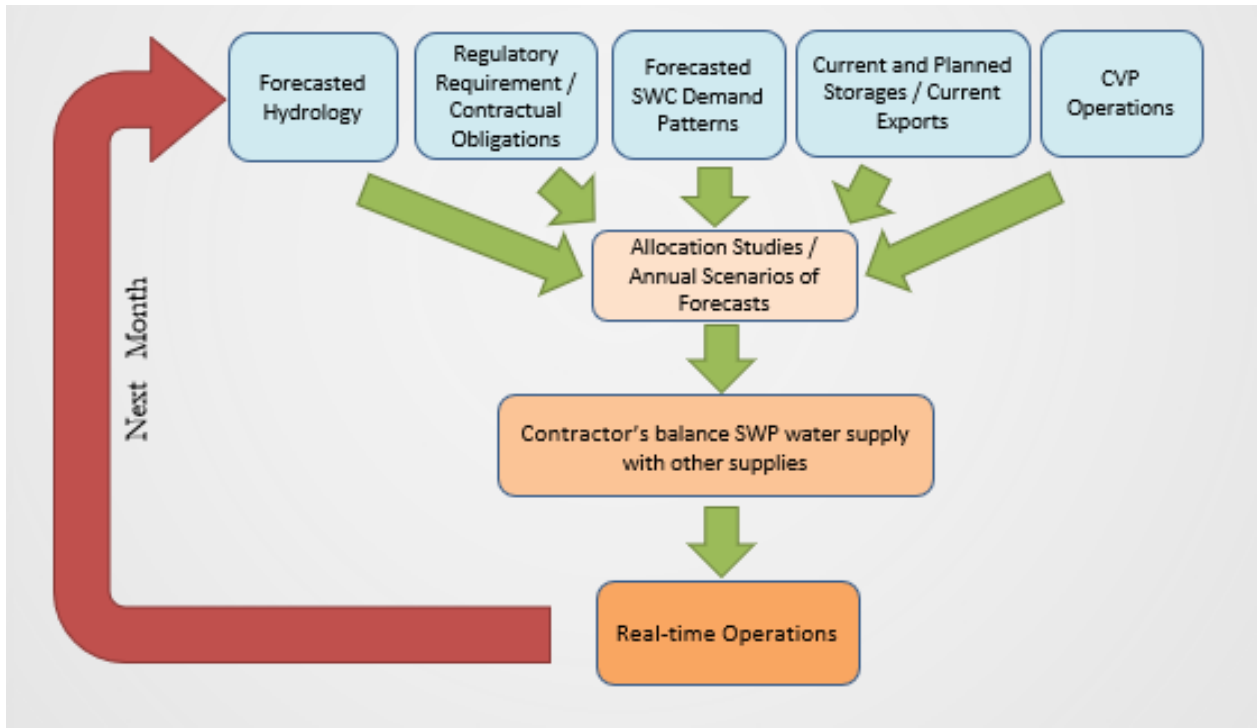 Forecasted
Hydrology
Regulatory
Requirement /
Contractual
Obligations
Forecasted
SWC Demand
Patterns
Current and Planned
Storages / Current
Exports
CVP
Operations
Allocation Studies /
Annual Scenarios of
Forecasts
Next Month
Contractor's balance SWP water supply
with other supplies
Real-time Operations